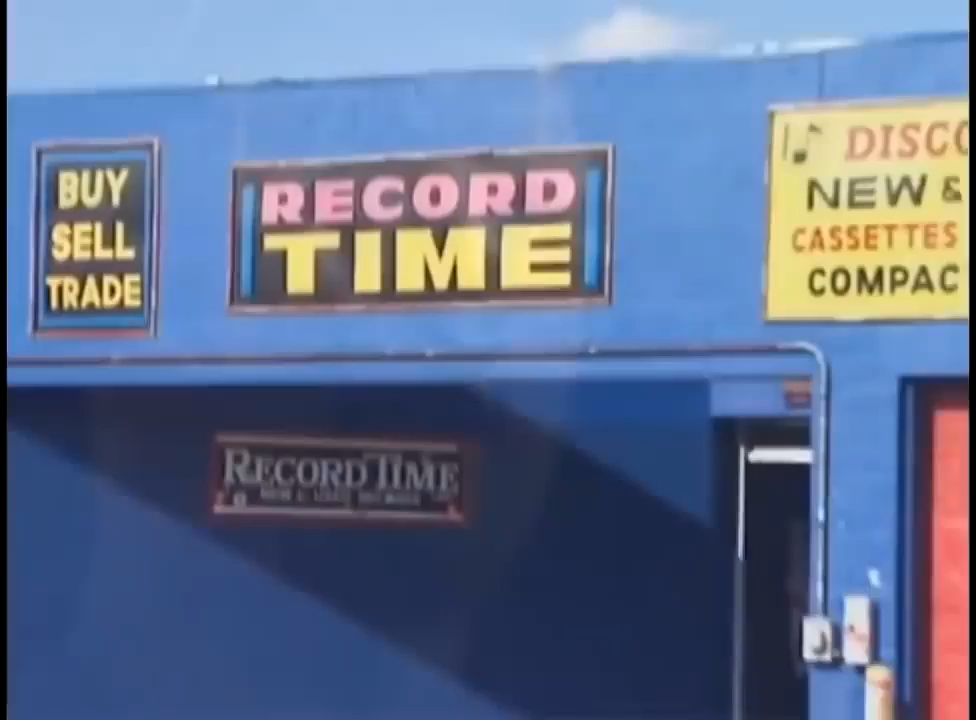 BUY
SELL
TRADE
RECORD
TIME
DISCO
NEW &
CASSETTES
COMPAC
RECORD TIME